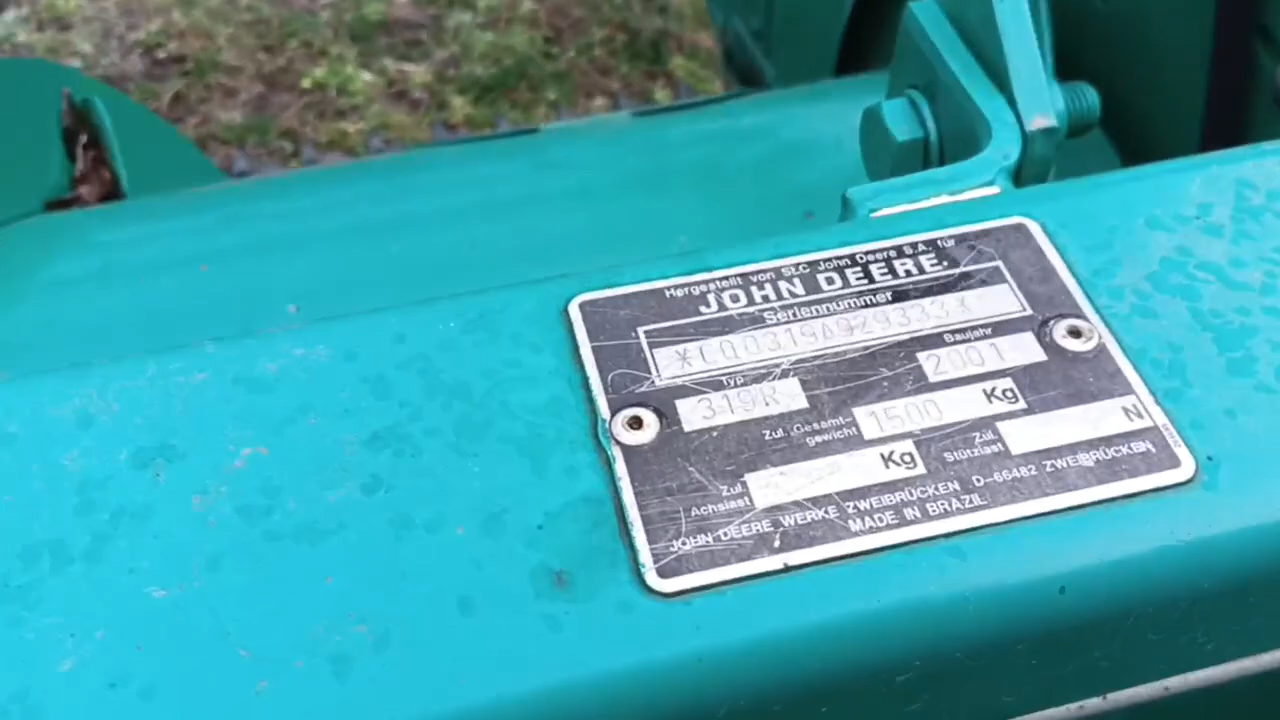 Hergestellt von SLC John Deere S.A. für
JOHN DEERE.
Seriennummer
*CQ0319A029333*
Typ
Baujahr
319R
2001
Zul. Gesamt-
gewicht
1500 Kg
Zul.
Stützlast
N
Zul.
Achslast
Kg
JOHN DEERE WERKE ZWEIBRÜCKEN D-66482 ZWEIBRÜCKEN
MADE IN BRAZIL